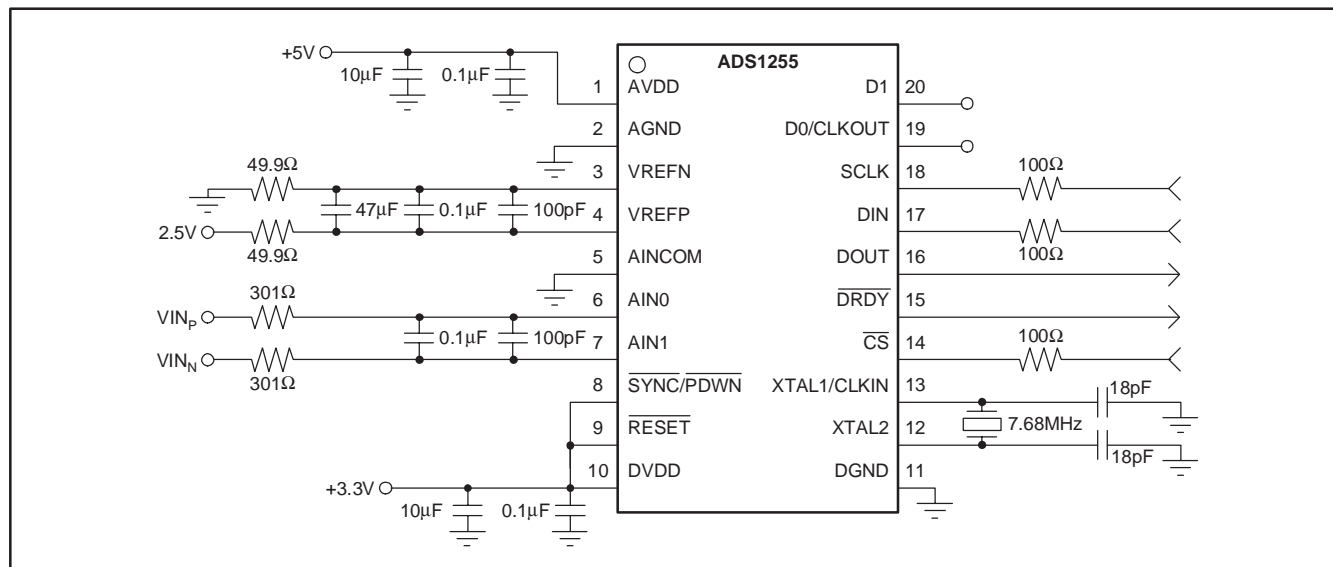 ADS1255
+5V
10μF
0.1μF
1
AVDD
2
AGND
49.9Ω
3
VREFN
47μF
0.1μF
100pF
4
VREFP
2.5V
49.9Ω
5
AINCOM
301Ω
6
AIN0
VINP
0.1μF
100pF
7
AIN1
VINN
301Ω
8
SYNC/PDWN
9
RESET
10
DVDD
+3.3V
10μF
0.1μF
D1
20
D0/CLKOUT
19
SCLK
18
100Ω
DIN
17
100Ω
DOUT
16
DRDY
15
CS
14
100Ω
XTAL1/CLKIN
13
18pF
7.68MHz
XTAL2
12
18pF
DGND
11